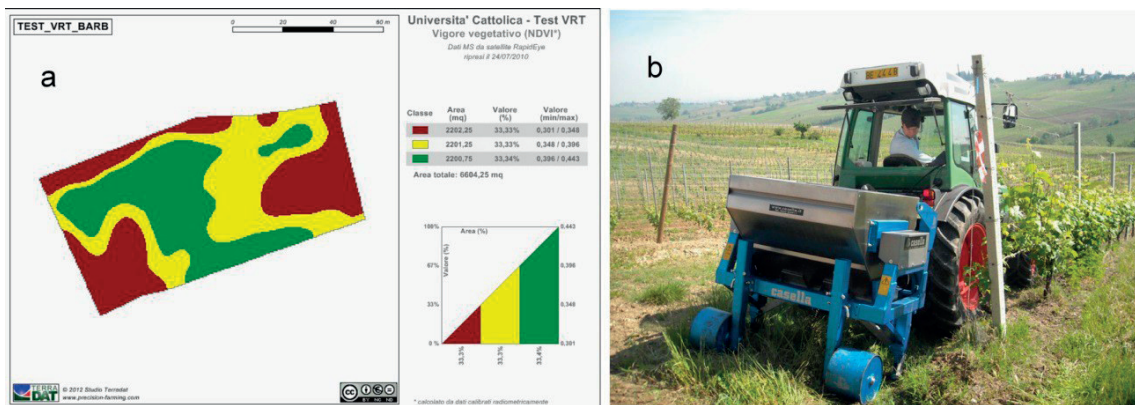 TEST_VRT_BARB
0 20 40 60 m
a
Universita' Cattolica - Test VRT
Vigore vegetativo (NDVI*)
Dati MS da satellite RapidEye
ripresi il 24/07/2010
Classe Area (mq) Valore (%) Valore (min/max)
2202,25 33,33% 0,301 / 0,348
2201,25 33,33% 0,348 / 0,396
2200,75 33,34% 0,396 / 0,443
Area totale: 6604,25 mq
Area (%)
Valore (%)
100% 0,443
67% 0,396
33% 0,348
0 % 0,301
33,3% 33,3% 33,4%
TERRA
DAT
© 2012 Studio Terradat
www.precision-farming.com
cc
BY NC ND
* calcolato da dati calibrati radiometricamente
b
casella